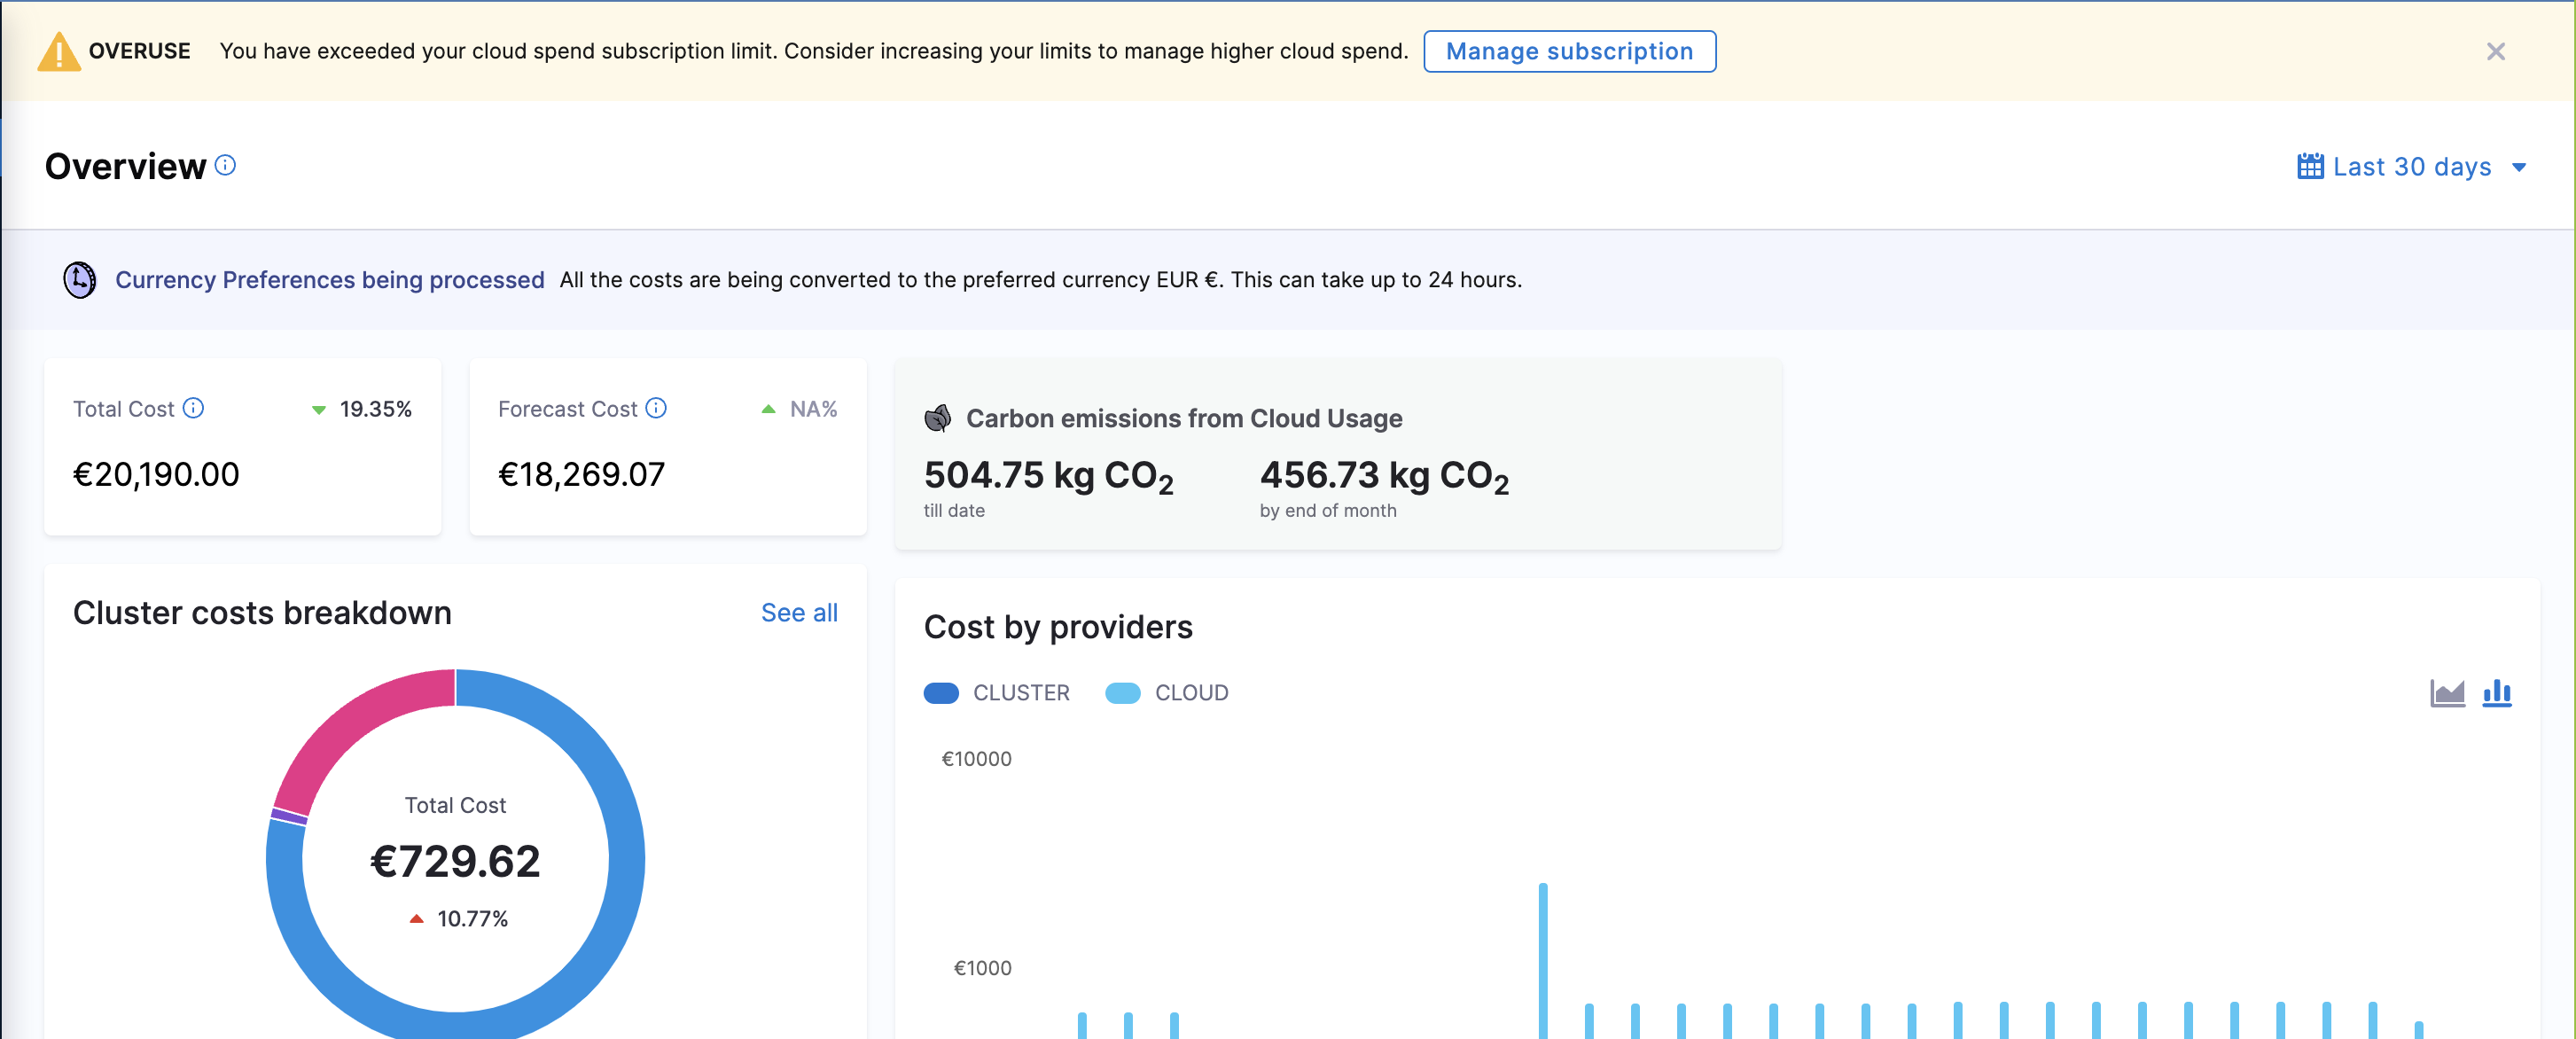 OVERUSE You have exceeded your cloud spend subscription limit. Consider increasing your limits to manage higher cloud spend. Manage subscription
Overview
Last 30 days
Currency Preferences being processed All the costs are being converted to the preferred currency EUR €. This can take up to 24 hours.
Total Cost 19.35%
€20,190.00
Forecast Cost NA%
€18,269.07
Carbon emissions from Cloud Usage
504.75 kg CO₂ 456.73 kg CO₂
till date by end of month
Cluster costs breakdown See all
Total Cost
€729.62
10.77%
Cost by providers
CLUSTER CLOUD
€10000
€1000